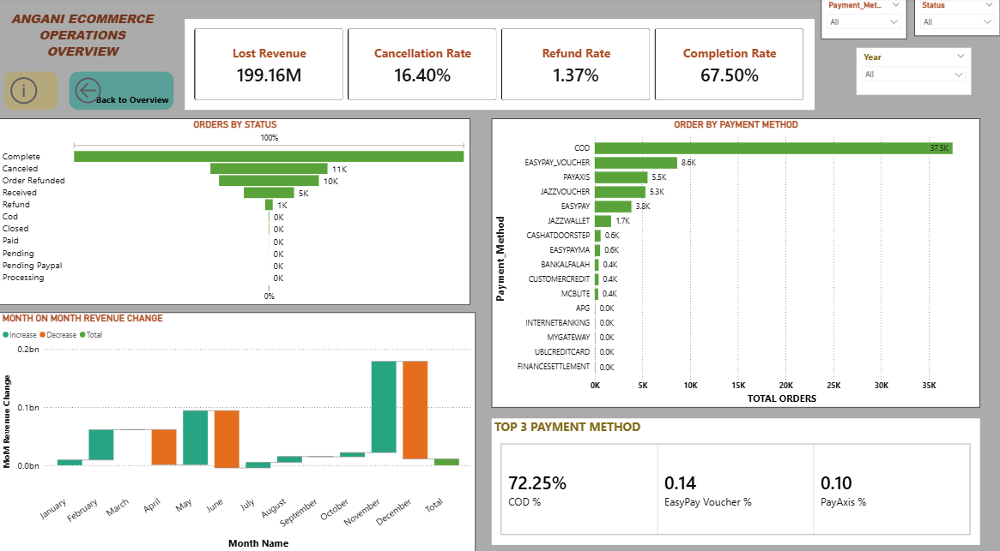 ANGANI ECOMMERCE
OPERATIONS
OVERVIEW
i
Back to Overview
Lost Revenue
199.16M
Cancellation Rate
16.40%
Refund Rate
1.37%
Completion Rate
67.50%
Payment_Met...
All
Status
All
Year
All
ORDERS BY STATUS
100%
Complete
Canceled 11K
Order Refunded 10K
Received 5K
Refund 1K
Cod 0K
Closed 0K
Paid 0K
Pending 0K
Pending Paypal 0K
Processing 0K
0%
ORDER BY PAYMENT METHOD
Payment_Method
COD 37.5K
EASYPAY_VOUCHER 8.6K
PAYAXIS 5.5K
JAZZVOUCHER 5.3K
EASYPAY 3.8K
JAZZWALLET 1.7K
CASHATDOORSTEP 0.6K
EASYPAYMA 0.6K
BANKALFALAH 0.4K
CUSTOMERCREDIT 0.4K
MCBLITE 0.4K
APG 0.0K
INTERNETBANKING 0.0K
MYGATEWAY 0.0K
UBLCREDITCARD 0.0K
FINANCESETTLEMENT 0.0K
0K 5K 10K 15K 20K 25K 30K 35K
TOTAL ORDERS
MONTH ON MONTH REVENUE CHANGE
Increase Decrease Total
MoM Revenue Change
0.2bn
0.1bn
0.0bn
January February March April May June July August September October November December Total
Month Name
TOP 3 PAYMENT METHOD
72.25%
COD %
0.14
EasyPay Voucher %
0.10
PayAxis %